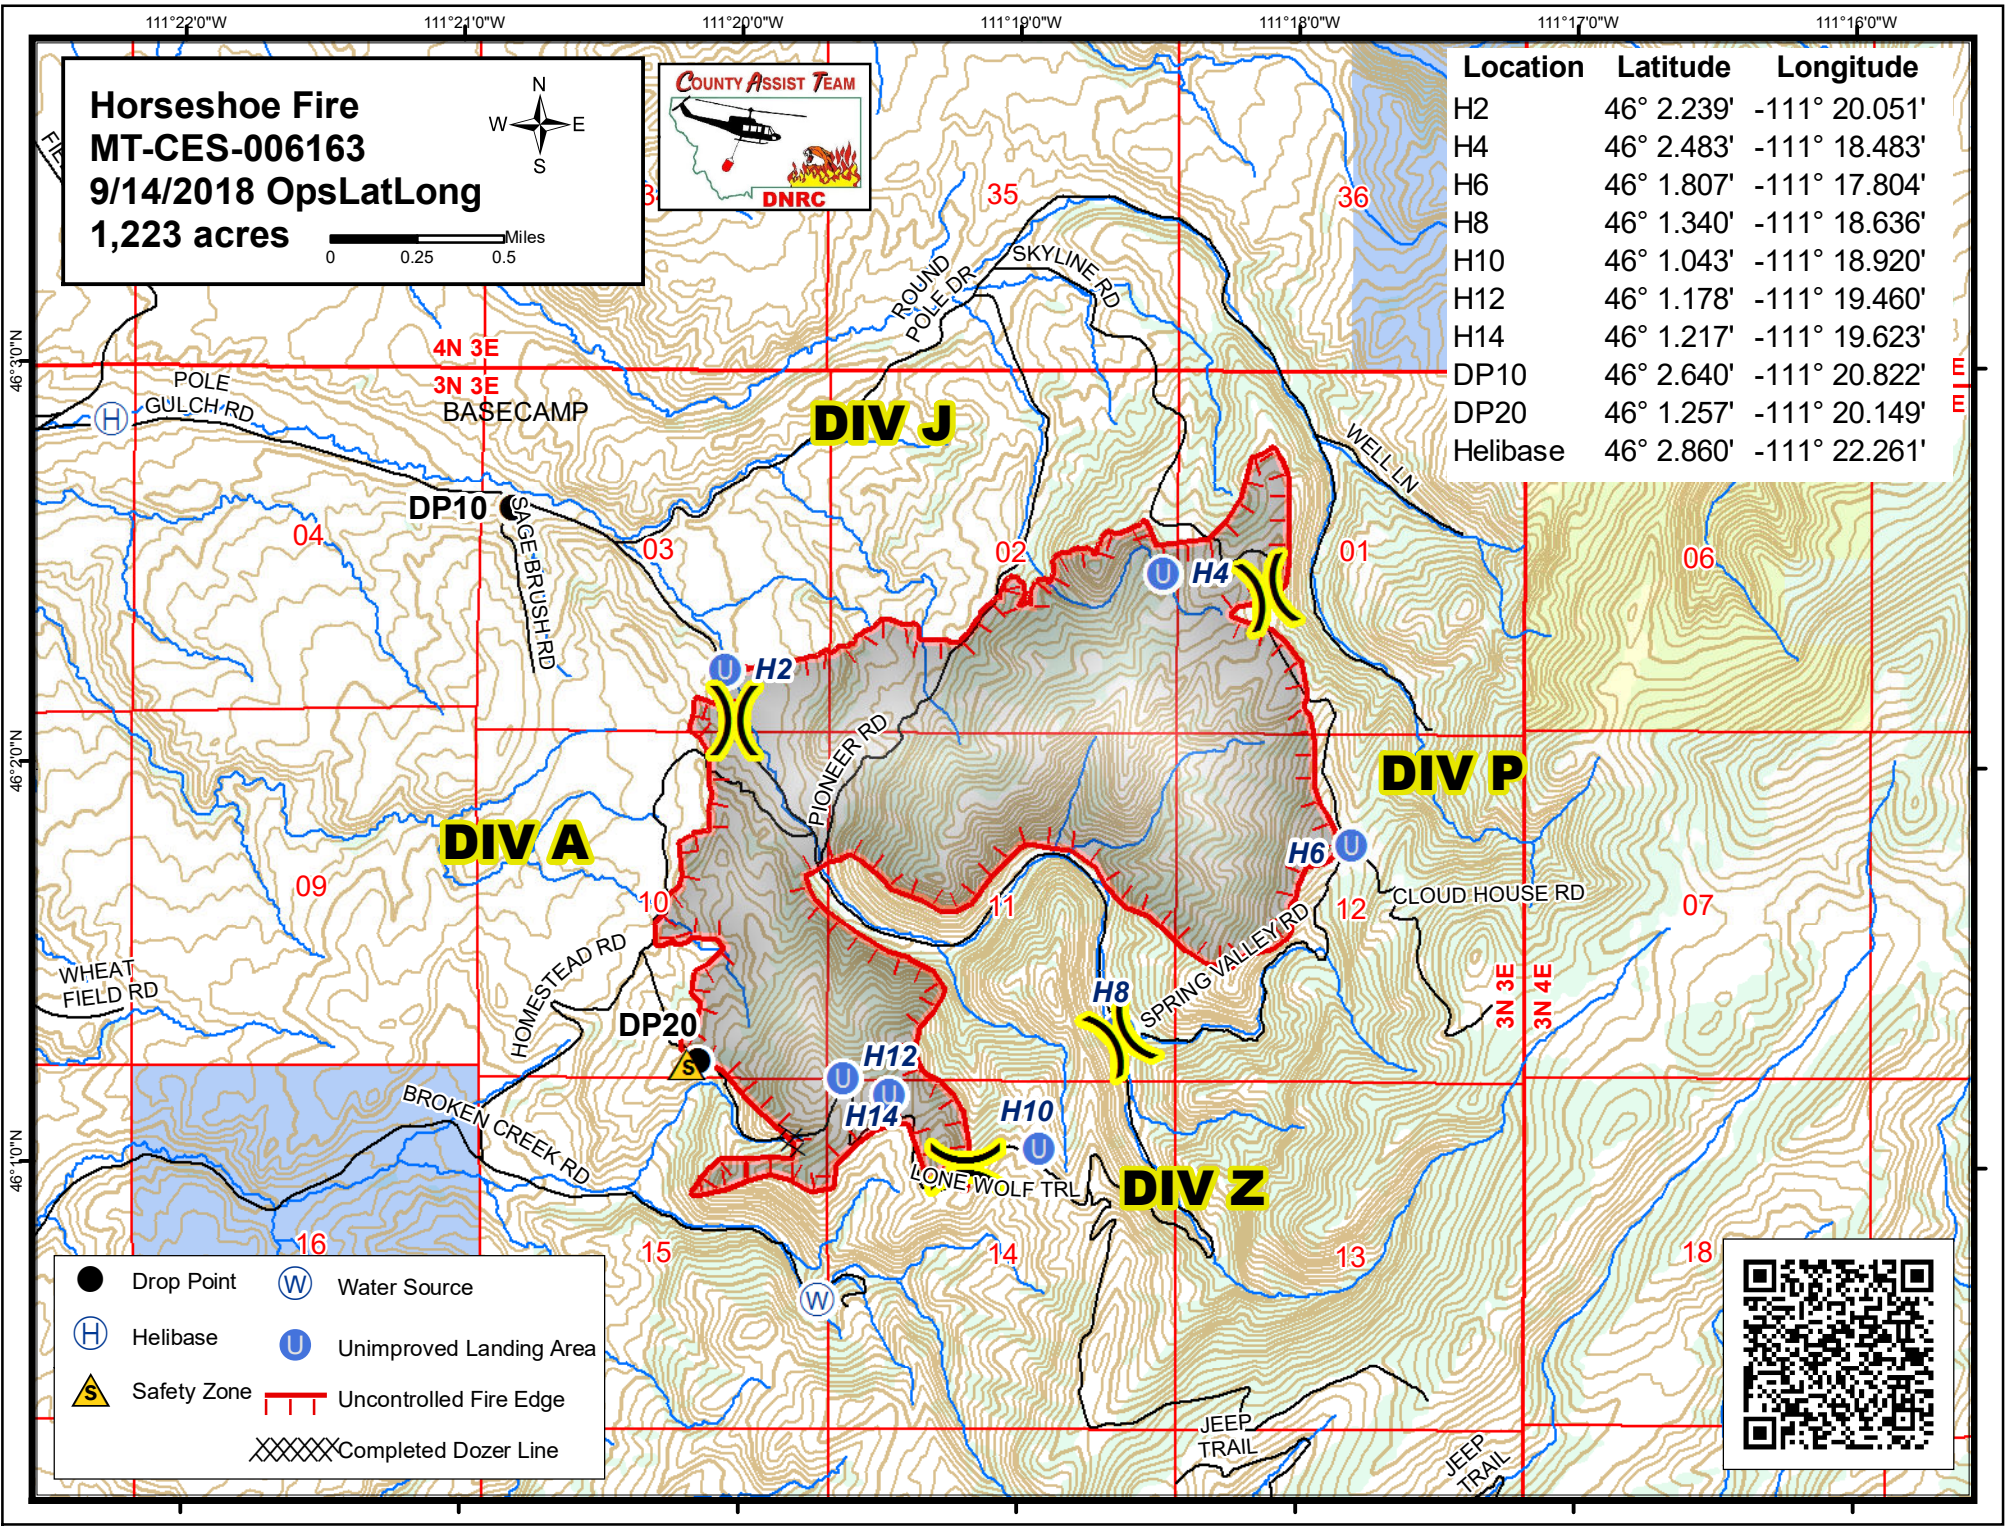 111°22'0"W 111°21'0"W 111°20'0"W 111°19'0"W 111°18'0"W 111°17'0"W 111°16'0"W
Horseshoe Fire
MT-CES-006163
9/14/2018 OpsLatLong
1,223 acres
0 0.25 0.5 Miles
N
W E
S
COUNTY ASSIST TEAM
DNRC
Location Latitude Longitude
H2 46° 2.239' -111° 20.051'
H4 46° 2.483' -111° 18.483'
H6 46° 1.807' -111° 17.804'
H8 46° 1.340' -111° 18.636'
H10 46° 1.043' -111° 18.920'
H12 46° 1.178' -111° 19.460'
H14 46° 1.217' -111° 19.623'
DP10 46° 2.640' -111° 20.822'
DP20 46° 1.257' -111° 20.149'
Helibase 46° 2.860' -111° 22.261'
35
36
SKYLINE RD
ROUND
POLE DR
46°3'0"N
4N 3E
3N 3E
E
E
POLE
GULCH RD
H
BASECAMP
DIV J
WELL LN
DP10
SAGE BRUSH RD
04
03
02
01
06
U H4
U H2
46°2'0"N
PIONEER RD
DIV P
DIV A
H6 U
CLOUD HOUSE RD
09
10
11
12
07
SPRING VALLEY RD
HOMESTEAD RD
WHEAT
FIELD RD
3N 3E
3N 4E
H8
DP20
S
H12
U
U
H14
H10
U
BROKEN CREEK RD
46°1'0"N
LONE WOLF TRL
DIV Z
16
15
14
13
18
W
JEEP
TRAIL
JEEP
TRAIL
Drop Point
W Water Source
H Helibase
U Unimproved Landing Area
S Safety Zone
Uncontrolled Fire Edge
Completed Dozer Line